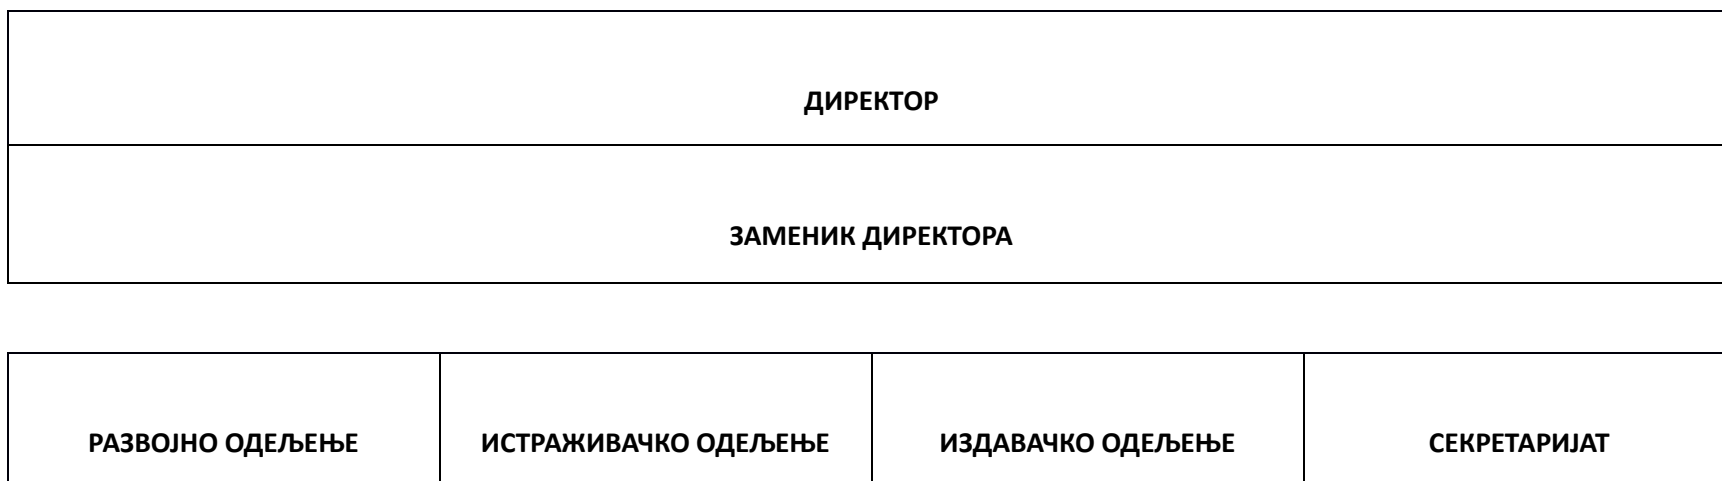 ДИРЕКТОР
ЗАМЕНИК ДИРЕКТОРА
РАЗВОЈНО ОДЕЉЕЊЕ
ИСТРАЖИВАЧКО ОДЕЉЕЊЕ
ИЗДАВАЧКО ОДЕЉЕЊЕ
СЕКРЕТАРИЈАТ